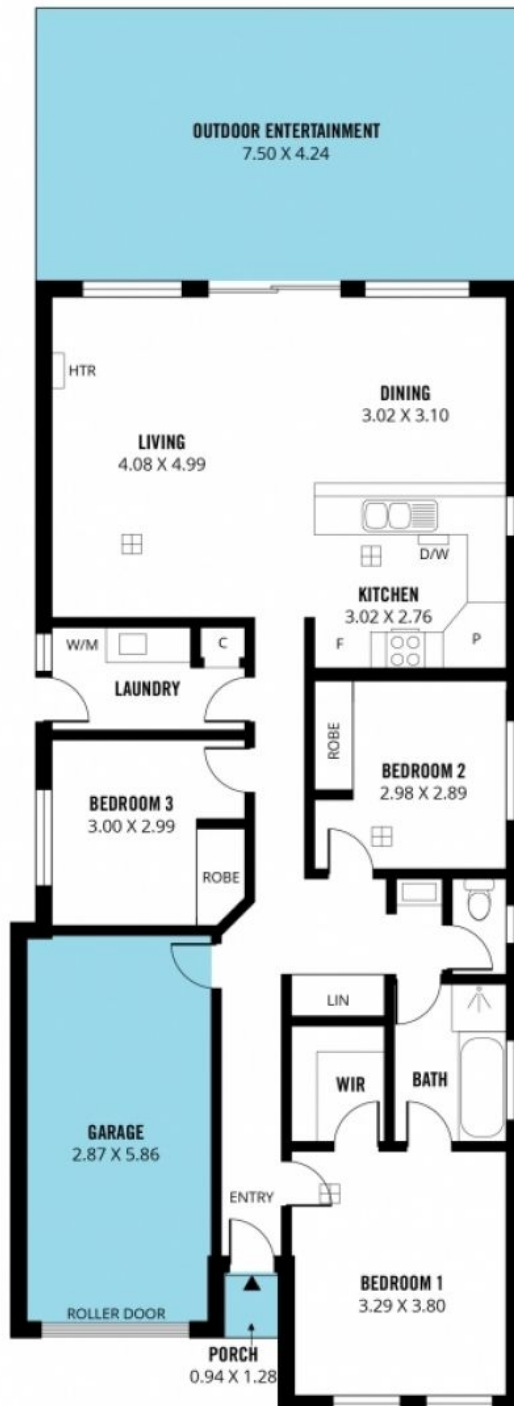 OUTDOOR ENTERTAINMENT
7.50 X 4.24
HTR
DINING
3.02 X 3.10
LIVING
4.08 X 4.99
D/W
KITCHEN
3.02 X 2.76
F
P
W/M
C
LAUNDRY
ROBE
BEDROOM 2
2.98 X 2.89
BEDROOM 3
3.00 X 2.99
ROBE
LIN
WIR
BATH
GARAGE
2.87 X 5.86
ENTRY
BEDROOM 1
3.29 X 3.80
ROLLER DOOR
PORCH
0.94 X 1.28